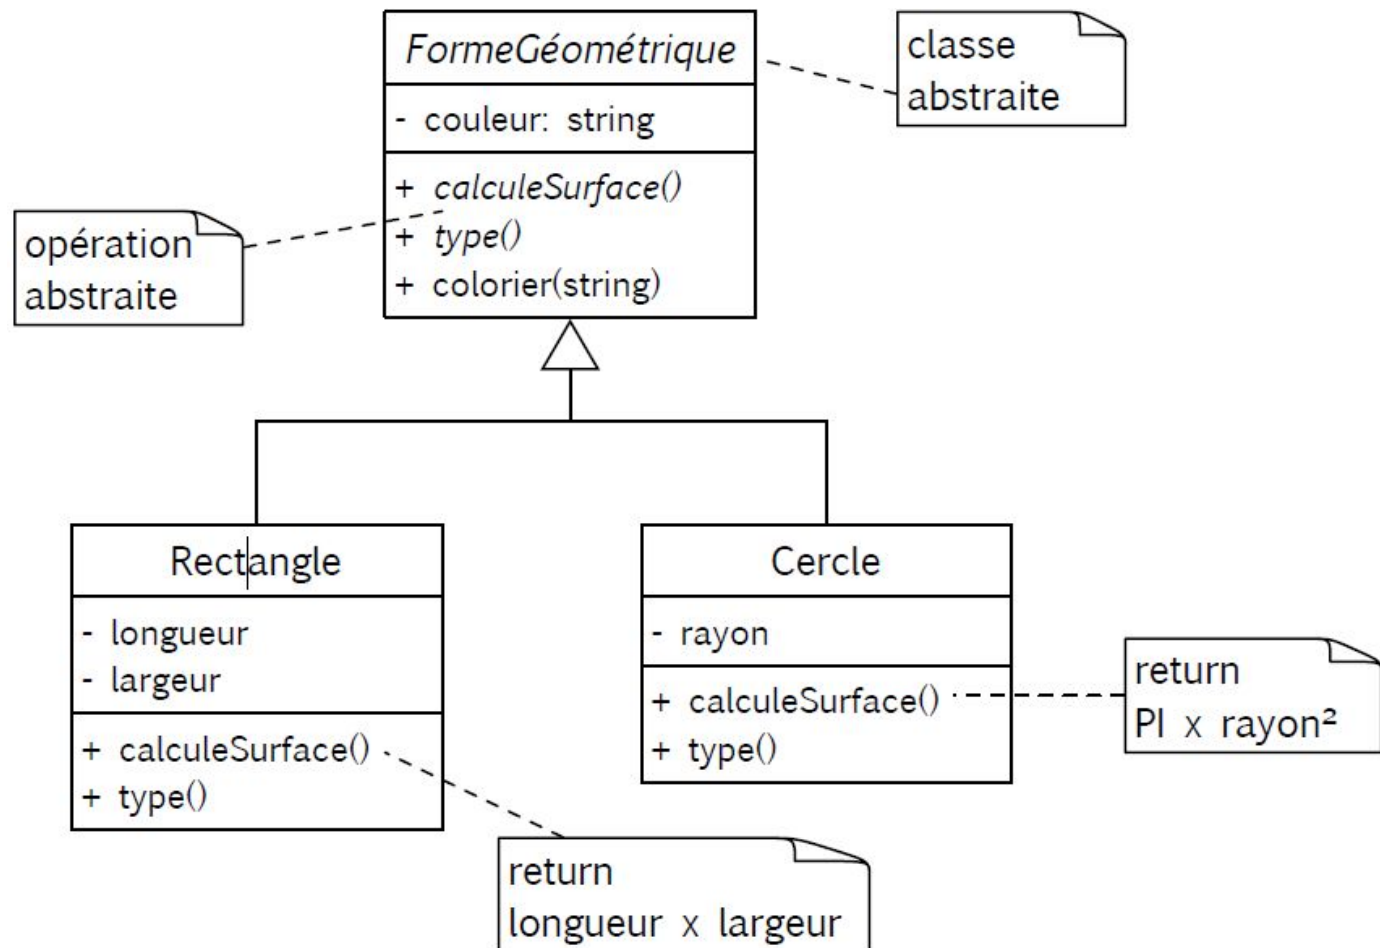 FormeGéométrique
- couleur: string
+ calculeSurface()
+ type()
+ colorier(string)
classe
abstraite
opération
abstraite
Rectangle
- longueur
- largeur
+ calculeSurface()
+ type()
Cercle
- rayon
+ calculeSurface()
+ type()
return
PI x rayon²
return
longueur x largeur